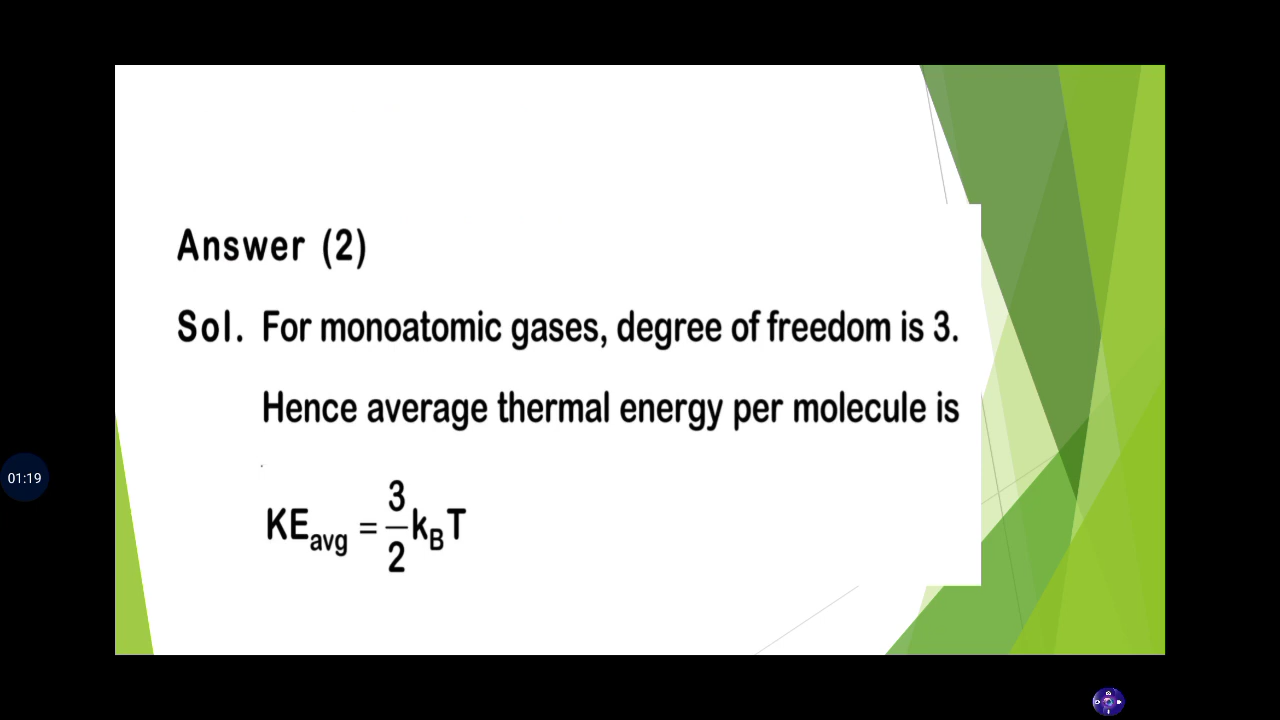 Answer (2)
Sol. For monoatomic gases, degree of freedom is 3.
Hence average thermal energy per molecule is
01:19
KE_avg = 3/2 k_B T